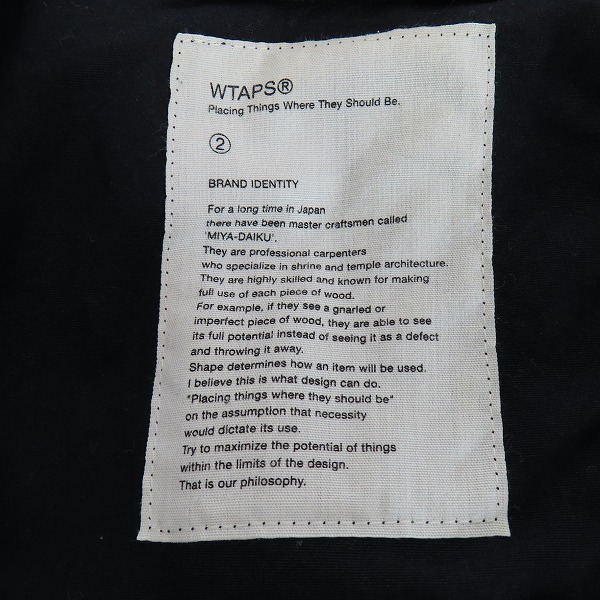 WTAPS®
Placing Things Where They Should Be.
②
BRAND IDENTITY
For a long time in Japan
there have been master craftsmen called
'MIYA-DAIKU'.
They are professional carpenters
who specialize in shrine and temple architecture.
They are highly skilled and known for making
full use of each piece of wood.
For example, if they see a gnarled or
imperfect piece of wood, they are able to see
its full potential instead of seeing it as a defect
and throwing it away.
Shape determines how an item will be used.
I believe this is what design can do.
"Placing things where they should be"
on the assumption that necessity
would dictate its use.
Try to maximize the potential of things
within the limits of the design.
That is our philosophy.